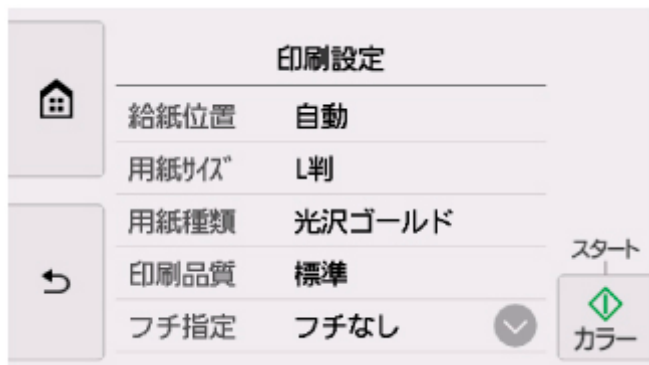 印刷設定
給紙位置 自動
用紙サイズ L判
用紙種類 光沢ゴールド
印刷品質 標準
フチ指定 フチなし
スタート
カラー